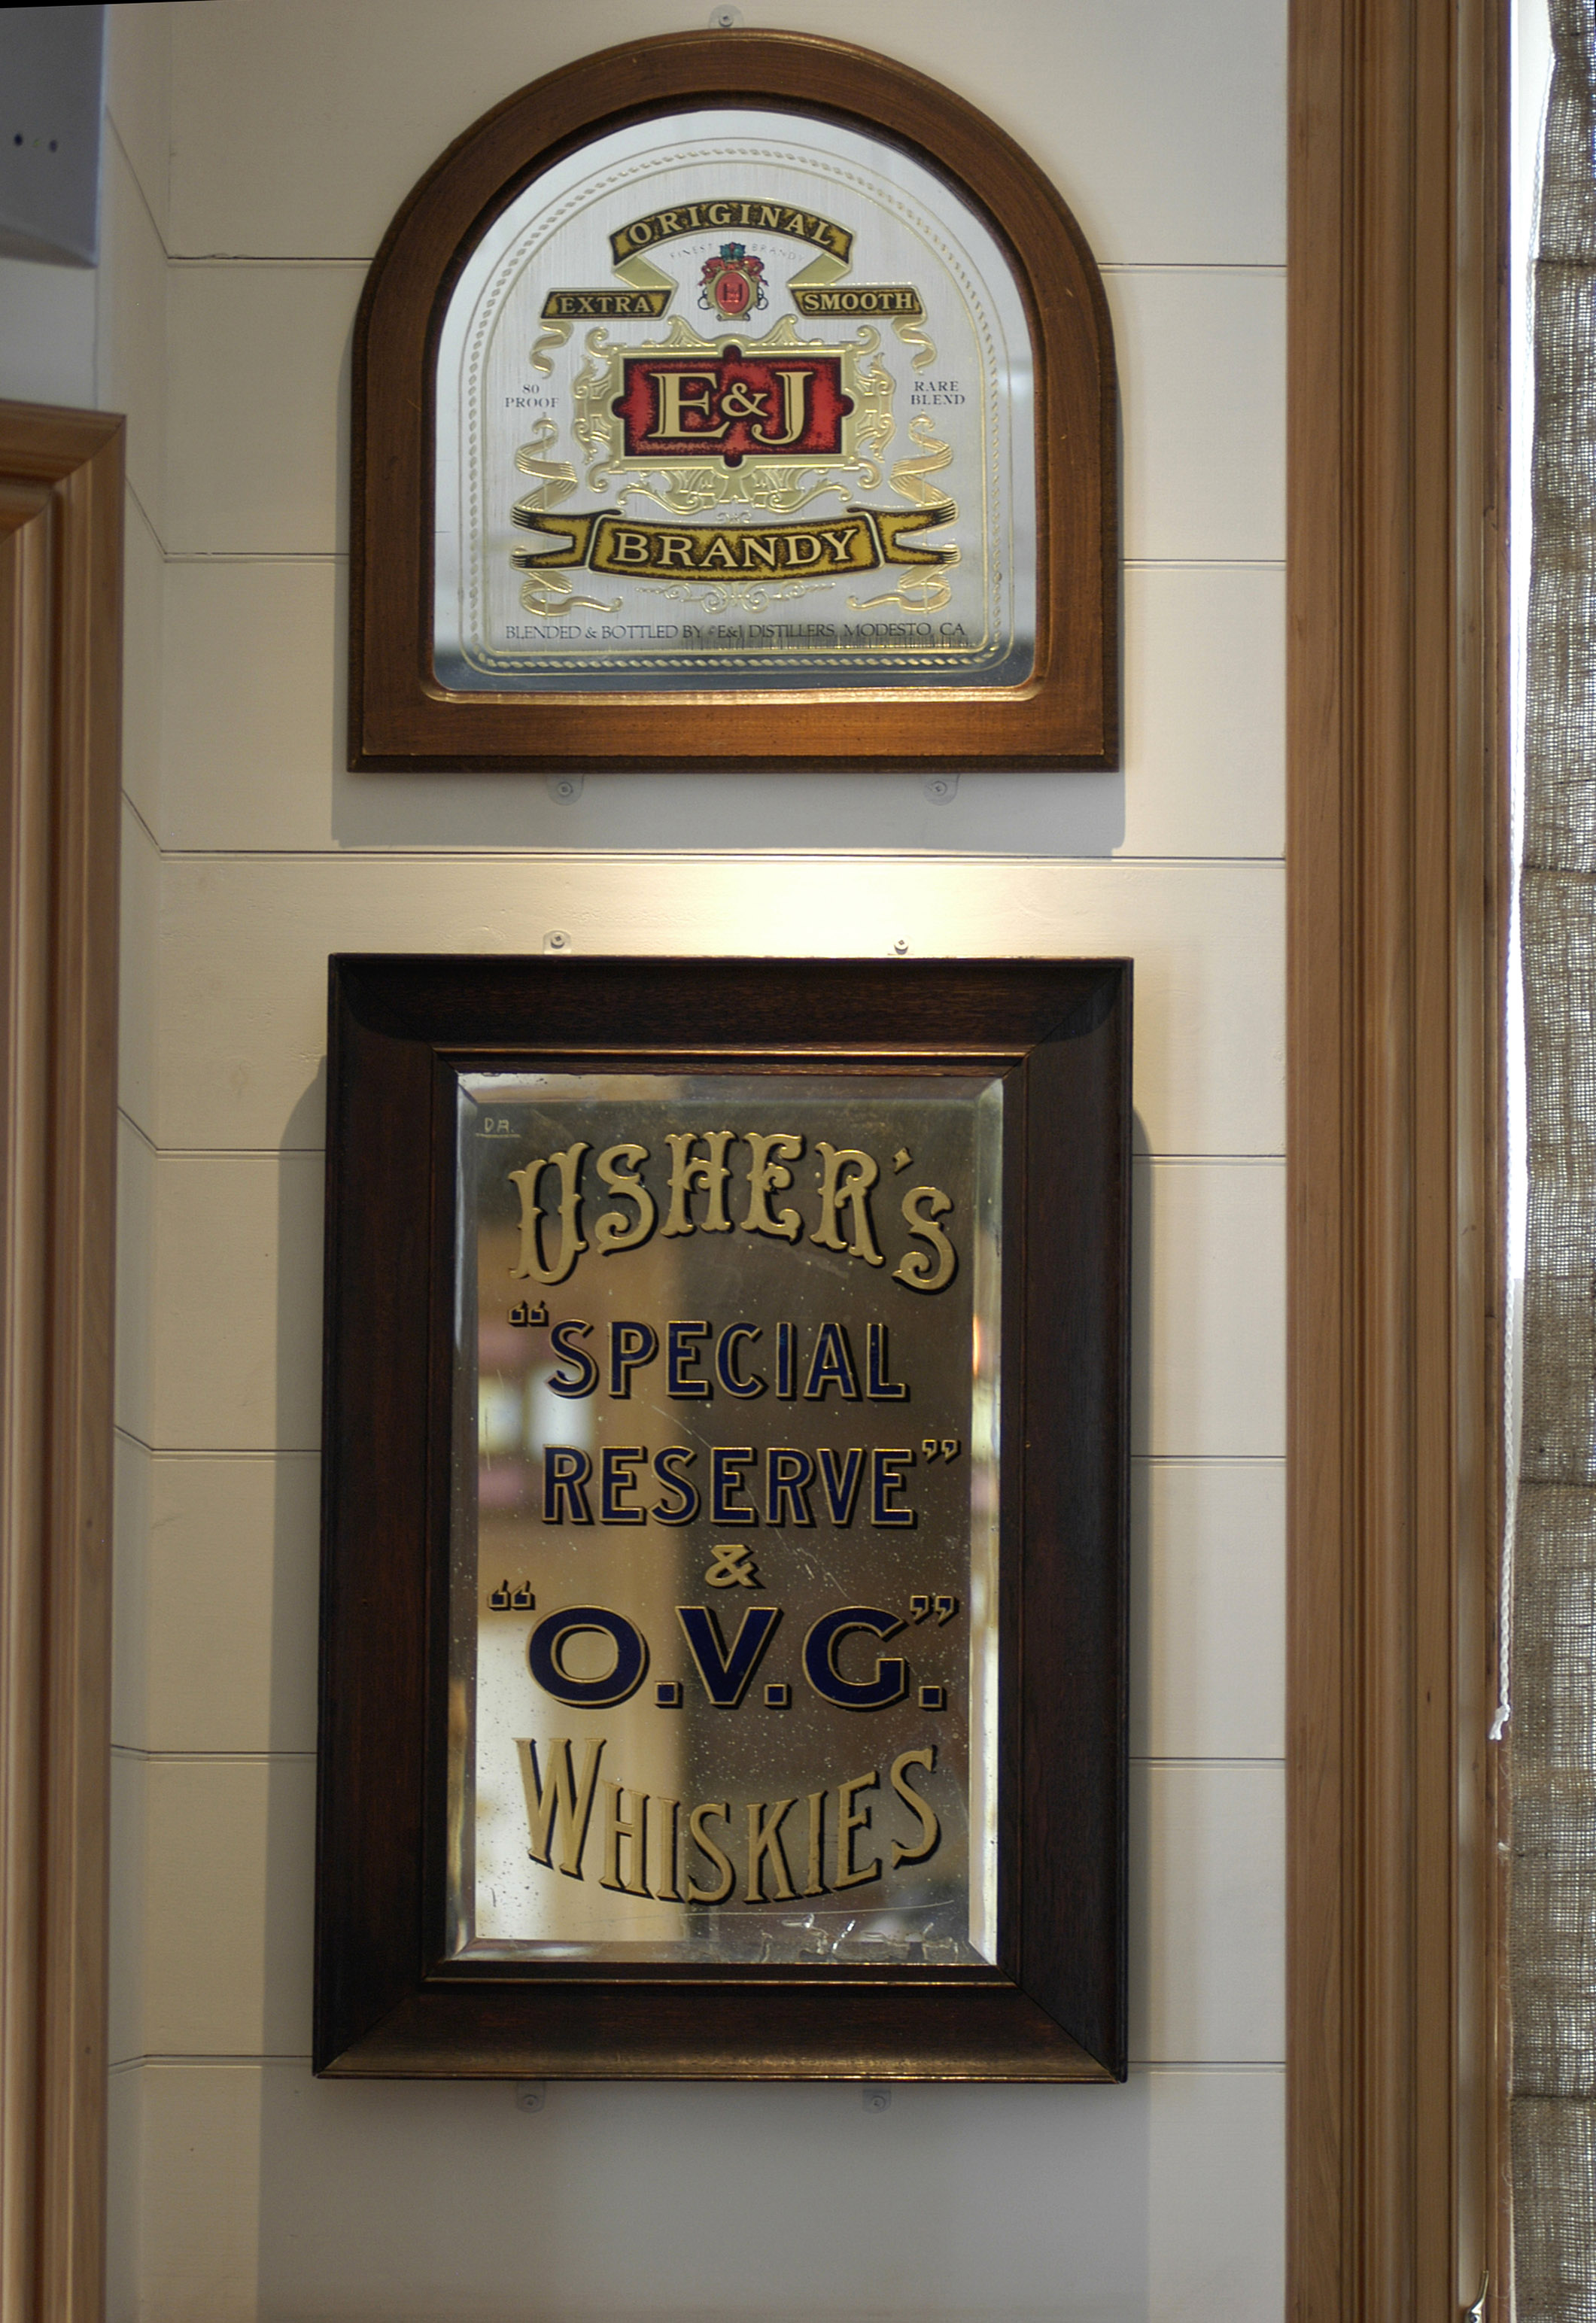 ORIGINAL
FINEST BRANDY
EXTRA SMOOTH
80 PROOF
E&J
RARE BLEND
BRANDY
BLENDED & BOTTLED BY E&J DISTILLERS, MODESTO, CA.
D.A.
USHER'S
“SPECIAL
RESERVE”
&
“O.V.G.”
WHISKIES